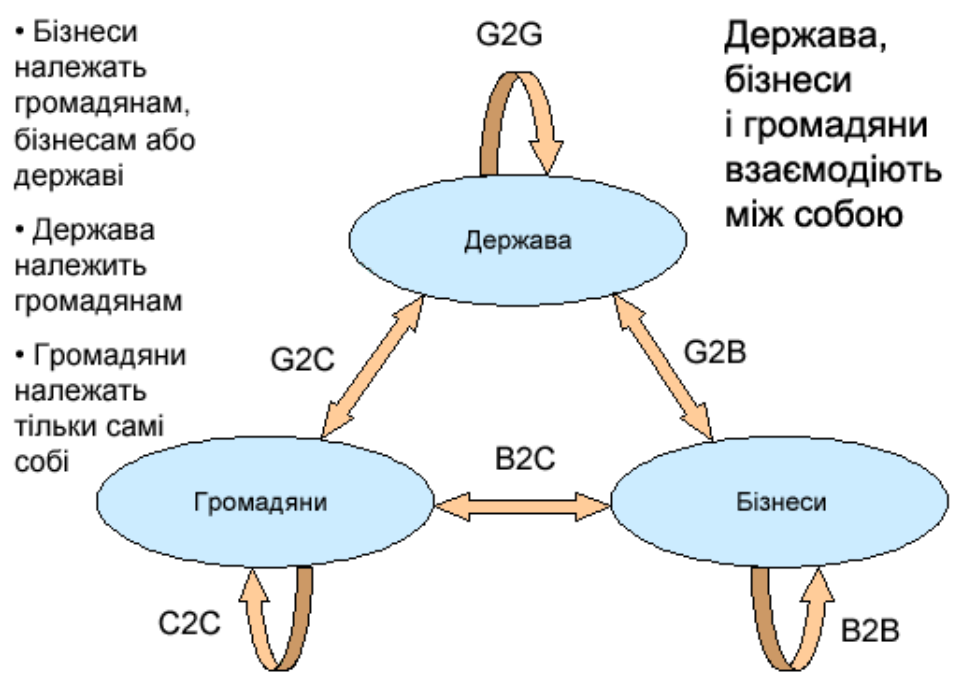 • Бізнеси
належать
громадянам,
бізнесам або
державі
• Держава
належить
громадянам
• Громадяни
належать
тільки самі
собі
G2G
Держава,
бізнеси
і громадяни
взаємодіють
між собою
Держава
G2C
G2B
B2C
Громадяни
Бізнеси
C2C
B2B